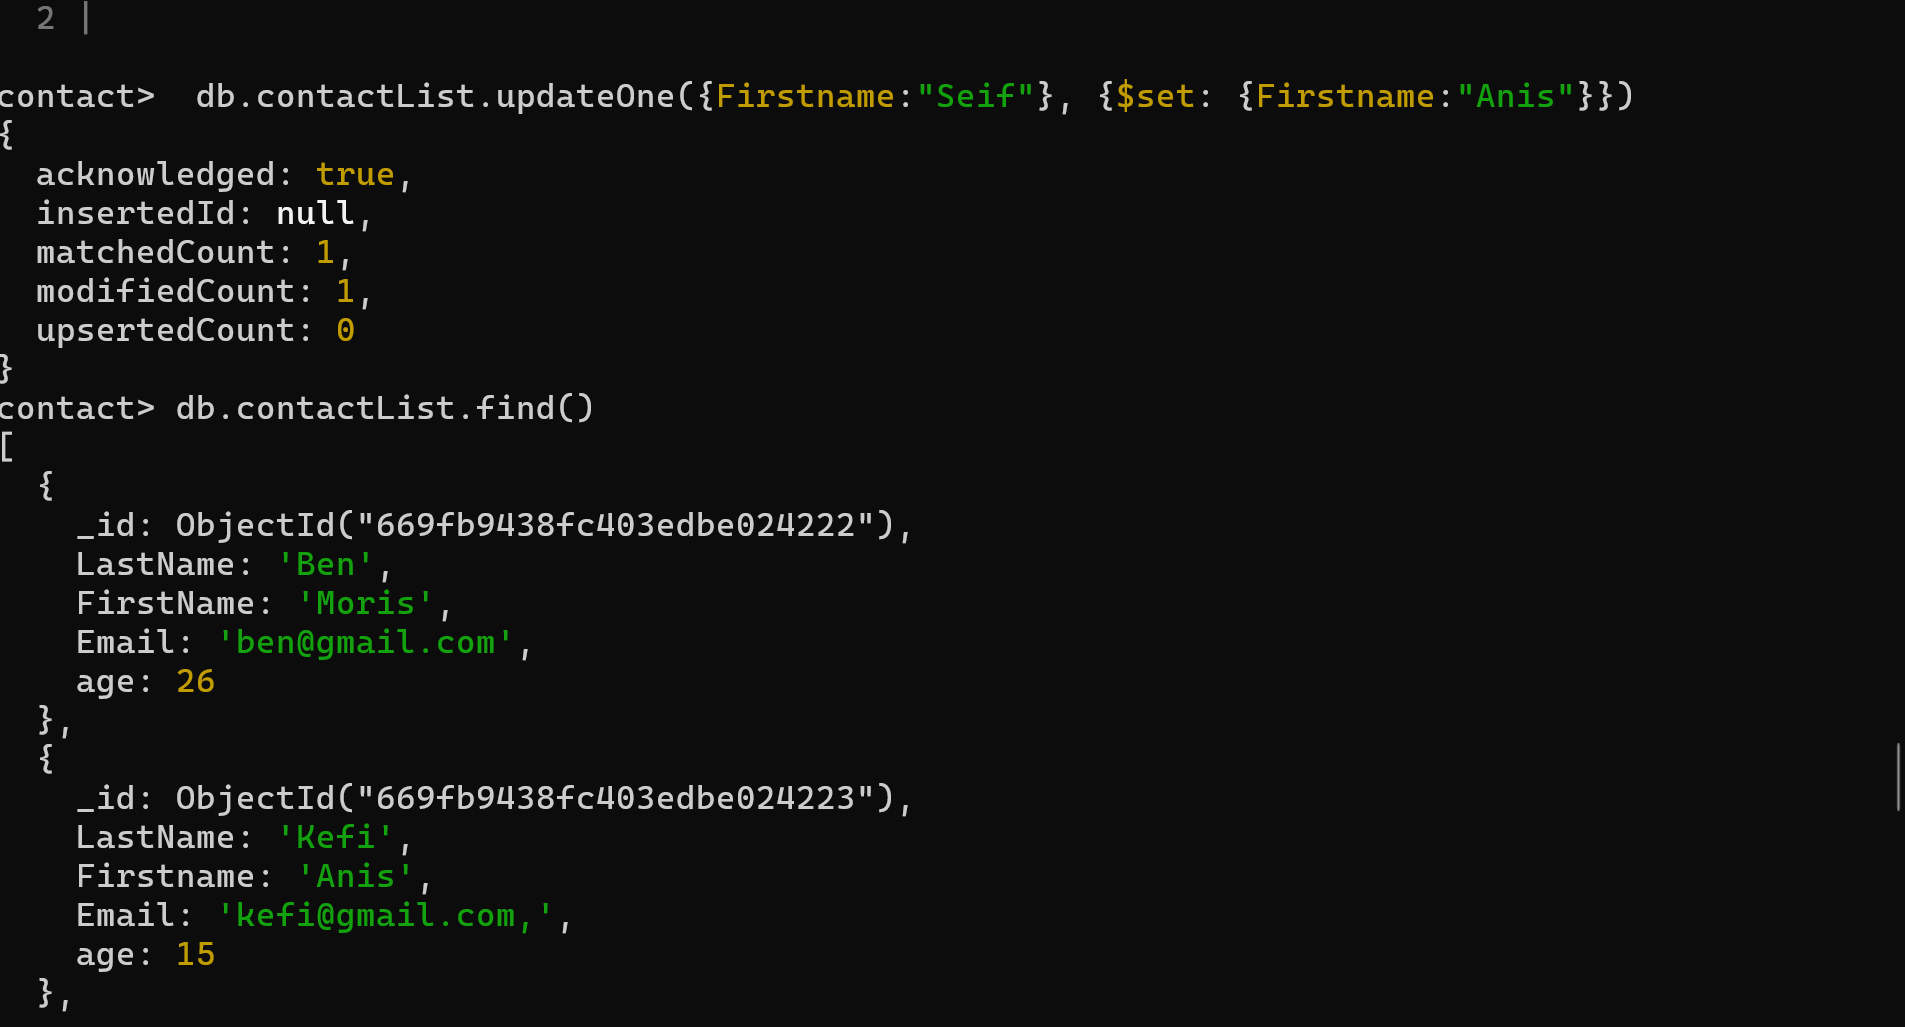 2 |
contact>  db.contactList.updateOne({Firstname:"Seif"}, {$set: {Firstname:"Anis"}})
{
  acknowledged: true,
  insertedId: null,
  matchedCount: 1,
  modifiedCount: 1,
  upsertedCount: 0
}
contact> db.contactList.find()
[
  {
    _id: ObjectId("669fb9438fc403edbe024222"),
    LastName: 'Ben',
    FirstName: 'Moris',
    Email: 'ben@gmail.com',
    age: 26
  },
  {
    _id: ObjectId("669fb9438fc403edbe024223"),
    LastName: 'Kefi',
    Firstname: 'Anis',
    Email: 'kefi@gmail.com,',
    age: 15
  },